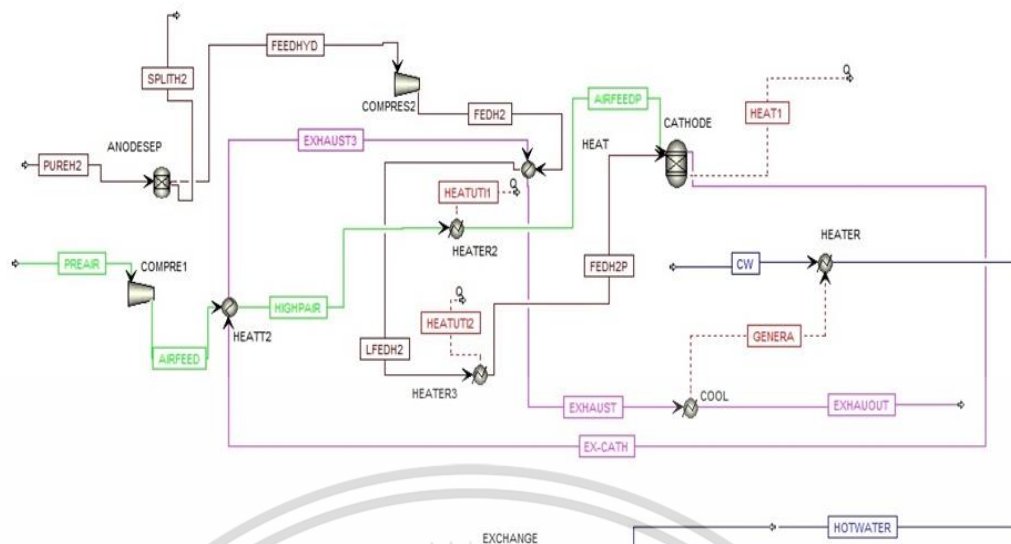 FEEDHYD
SPLITH2
COMPRES2
AIRFEEDP
Q
FEDH2
CATHODE
HEAT1
EXHAUST3
HEAT
ANODESEP
PUREH2
Q
HEATUTI1
HEATER2
HEATER
FEDH2P
CW
PREAIR
COMPRE1
Q
HIGHPAIR
HEATUTI2
HEATT2
LFEDH2
GENERA
AIRFEED
HEATER3
COOL
EXHAUST
EXHAUOUT
EX-CATH
HOTWATER
EXCHANGE